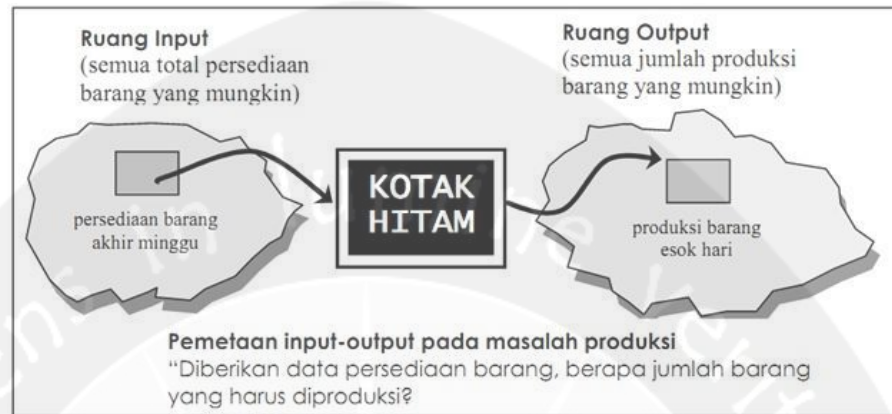 Ruang Input
(semua total persediaan
barang yang mungkin)
Ruang Output
(semua jumlah produksi
barang yang mungkin)
persediaan barang
akhir minggu
KOTAK
HITAM
produksi barang
esok hari
Pemetaan input-output pada masalah produksi
“Diberikan data persediaan barang, berapa jumlah barang
yang harus diproduksi?